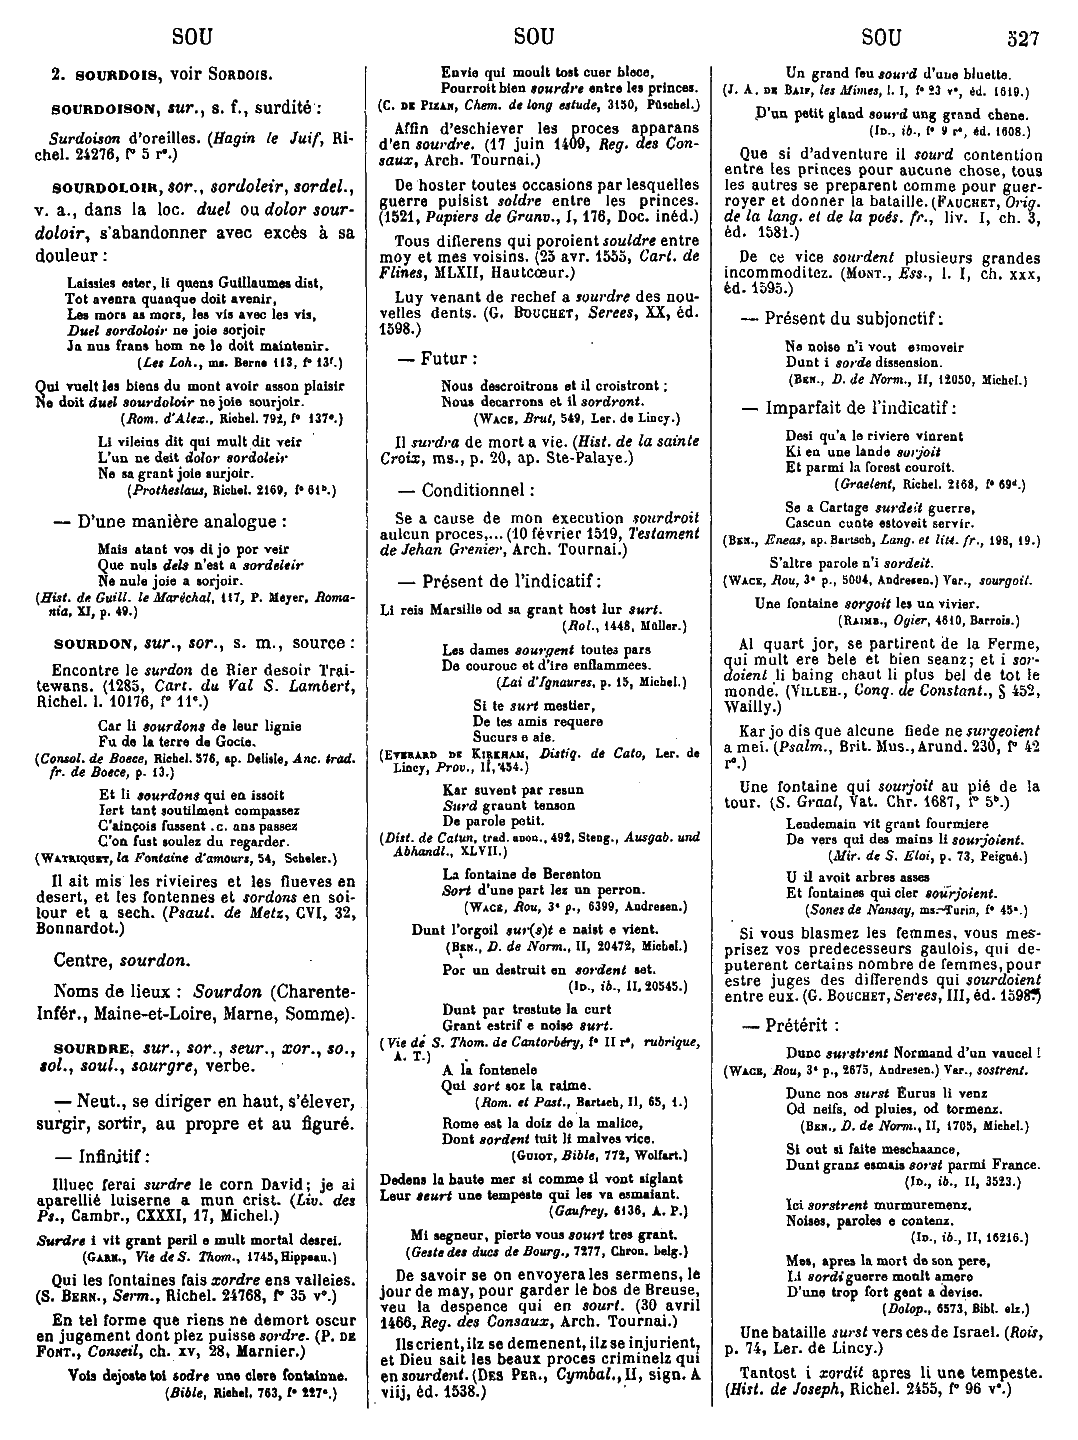 SOU
SOU
SOU
527
2. SOURDOIS, voir SORDOIS.
SOURDOISON, sur., s. f., surdité :
Surdoison d'oreilles. (Hagin le Juif, Ri-
chel. 24276, f° 5 r°.)
SOURDOLOIR, sor., sordoleir, sordel.,
v. a., dans la loc. duel ou dolor sour-
doloir, s'abandonner avec excès à sa
douleur :
Laissies ester, li quens Guillaumes dist,
Tot avenra quanque doit avenir,
Les mors as mors, les vis avec les vis,
Duel sordoloir ne joie sorjoir
Ja nus frans hom ne le doit maintenir.
(Les Loh., ms. Berne 113, f° 13f.)
Qui vuelt les biens du mont avoir asson plaisir
Ne doit duel sourdoloir ne joie sourjoir.
(Rom. d'Alex., Richel. 792, f° 137e.)
Li vileins dit qui mult dit veir
L'un ne deit dolor sordoleir
Ne sa grant joie surjoir.
(Protheslaus, Richel. 2169, f° 61b.)
— D'une manière analogue :
Mais atant vos di jo por veir
Que nuls dels n'est a sordeleir
Ne nule joie a sorjoir.
(Hist. de Guill. le Maréchal, 117, P. Meyer, Roma-
nia, XI, p. 49.)
SOURDON, sur., sor., s. m., source :
Encontre le surdon de Rier desoir Trai-
tewans. (1285, Cart. du Val S. Lambert,
Richel. l. 10176, f° 11e.)
Car li sourdons de leur lignie
Fu de la terre de Gocie.
(Consol. de Boece, Richel. 576, ap. Delisle, Anc. trad.
fr. de Boece, p. 13.)
Et li sourdons qui en issoit
Iert tant soutilment compassez
C'ainçois fussent .c. ans passez
C'on fust soulez du regarder.
(WATRIQUET, la Fontaine d'amours, 54, Scheler.)
Il ait mis les rivieires et les flueves en
desert, et les fontennes et sordons en soi-
lour et a sech. (Psaut. de Metz, CVI, 32,
Bonnardot.)
Centre, sourdon.
Noms de lieux : Sourdon (Charente-
Infér., Maine-et-Loire, Marne, Somme).
SOURDRE, sur., sor., seur., xor., so.,
sol., soul., sourgre, verbe.
— Neut., se diriger en haut, s'élever,
surgir, sortir, au propre et au figuré.
— Infinitif :
Illuec ferai surdre le corn David; je ai
aparellié luiserne a mun crist. (Liv. des
Ps., Cambr., CXXXI, 17, Michel.)
Surdre i vit grant peril e mult mortal desrei.
(GARN., Vie de S. Thom., 1745, Hippeau.)
Qui les fontaines fais xordre ens valleies.
(S. BERN., Serm., Richel. 24768, f° 35 v°.)
En tel forme que riens ne demort oscur
en jugement dont plez puisse sordre. (P. DE
FONT., Conseil, ch. XV, 28, Marnier.)
Vois dejoste toi sodre une clere fontainne.
(Bible, Richel. 763, f° 227e.)
Envie qui moult tost cuer blece,
Pourroit bien sourdre entre les princes.
(C. DE PIZAN, Chem. de long estude, 3150, Püschel.)
Affin d'eschiever les proces apparans
d'en sourdre. (17 juin 1409, Reg. des Con-
saux, Arch. Tournai.)
De hoster toutes occasions par lesquelles
guerre puisist soldre entre les princes.
(1521, Papiers de Granv., I, 176, Doc. inéd.)
Tous differens qui poroient souldre entre
moy et mes voisins. (25 avr. 1555, Cart. de
Flines, MLXII, Hautcœur.)
Luy venant de rechef a sourdre des nou-
velles dents. (G. BOUCHET, Serees, XX, éd.
1598.)
— Futur :
Nous descroitrons et il croistront ;
Nous decarrons et il sordront.
(WACE, Brut, 549, Ler. de Lincy.)
Il surdra de mort a vie. (Hist. de la sainte
Croix, ms., p. 20, ap. Ste-Palaye.)
— Conditionnel :
Se a cause de mon execution sourdroit
aulcun proces,... (10 février 1519, Testament
de Jehan Grenier, Arch. Tournai.)
— Présent de l'indicatif :
Li reis Marsilie od sa grant host lur surt.
(Rol., 1448, Müller.)
Les dames sourgent toutes pars
De courouc et d'ire enflammees.
(Lai d'Ignaures, p. 15, Michel.)
Si te surt mestier,
De tes amis requere
Sucurs e aie.
(EVERARD DE KIRKHAM, Distiq. de Cato, Ler. de
Lincy, Prov., II, 454.)
Kar suvent par resun
Surd graunt tenson
De parole petit.
(Dist. de Catun, trad. anon., 492, Steng., Ausgab. und
Abhandl., XLVII.)
La fontaine de Berenton
Sort d'une part lez un perron.
(WACE, Rou, 3e p., 6399, Andresen.)
Dunt l'orgoil sur(s)t e naist e vient.
(BEN., D. de Norm., II, 20472, Michel.)
Por un destruit en sordent set.
(ID., ib., II, 20545.)
Dunt par trestute la curt
Grant estrif e noise surt.
(Vie de S. Thom. de Cantorbéry, f° II r°, rubrique,
A. T.)
A la fontenele
Qui sort soz la raime.
(Rom. et Past., Bartsch, II, 65, 1.)
Rome est la doiz de la malice,
Dont sordent tuit li malves vice.
(GUIOT, Bible, 772, Wolfart.)
Dedens la haute mer si comme il vont siglant
Leur seurt une tempeste qui les va esmaiant.
(Gaufrey, 6136, A. P.)
Mi segneur, pierte vous sourt tres grant.
(Geste des ducs de Bourg., 7277, Chron. belg.)
De savoir se on envoyera les sermens, le
jour de may, pour garder le bos de Breuse,
veu la despence qui en sourt. (30 avril
1466, Reg. des Consaux, Arch. Tournai.)
Ils crient, ilz se demenent, ilz se injurient,
et Dieu sait les beaux proces criminelz qui
en sourdent. (DES PER., Cymbal., II, sign. A
viij, éd. 1538.)
Un grand feu sourd d'une bluette.
(J. A. DE BAIF, les Mimes, l. I, f° 23 v°, éd. 1619.)
D'un petit gland sourd ung grand chene.
(ID., ib., f° 9 r°, éd. 1608.)
Que si d'adventure il sourd contention
entre les princes pour aucune chose, tous
les autres se preparent comme pour guer-
royer et donner la bataille. (FAUCHET, Orig.
de la lang. et de la poés. fr., liv. I, ch. 3,
éd. 1581.)
De ce vice sourdent plusieurs grandes
incommoditez. (MONT., Ess., l. I, ch. XXX,
éd. 1595.)
— Présent du subjonctif :
Ne noise n'i vout esmoveir
Dunt i sorde dissension.
(BEN., D. de Norm., II, 12050, Michel.)
— Imparfait de l'indicatif :
Desi qu'a le riviere vinrent
Ki en une lande surjoit
Et parmi la forest couroit.
(Graelent, Richel. 2168, f° 69d.)
Se a Cartage surdeit guerre,
Cascun cunte estoveit servir.
(BEN., Eneas, ap. Bartsch, Lang. et litt. fr., 198, 19.)
S'altre parole n'i sordeit.
(WACE, Rou, 3e p., 5004, Andresen.) Var., sourgoit.
Une fontaine sorgoit les un vivier.
(RAIMB., Ogier, 4610, Barrois.)
Al quart jor, se partirent de la Ferme,
qui mult ere bele et bien seanz; et i sor-
doient li baing chaut li plus bel de tot le
monde. (VILLEH., Conq. de Constant., § 452,
Wailly.)
Kar jo dis que alcune fiede ne surgeoient
a mei. (Psalm., Brit. Mus., Arund. 230, f° 42
r°.)
Une fontaine qui sourjoit au pié de la
tour. (S. Graal, Vat. Chr. 1687, f° 5b.)
Lendemain vit grant fourmiere
De vers qui des mains li sourjoient.
(Mir. de S. Eloi, p. 73, Peigné.)
U il avoit arbres asses
Et fontaines qui cler sourjoient.
(Sones de Nansay, ms. Turin, f° 45e.)
Si vous blasmez les femmes, vous mes-
prisez vos predecesseurs gaulois, qui de-
puterent certains nombre de femmes, pour
estre juges des differends qui sourdoient
entre eux. (G. BOUCHET, Serees, III, éd. 1598.)
— Prétérit :
Dunc surstrent Normand d'un vaucel !
(WACE, Rou, 3e p., 2675, Andresen.) Var., sostrent.
Dunc nos surst Eurus li venz
Od neifs, od pluies, od tormenz.
(BEN., D. de Norm., II, 1705, Michel.)
Si out si faite meschaance,
Dunt granz esmais sorst parmi France.
(ID., ib., II, 3523.)
Ici sorstrent murmuremenz,
Noises, paroles e contenz.
(ID., ib., II, 16216.)
Mes, apres la mort de son pere,
Li sordi guerre moult amere
D'une trop fort gent a devise.
(Dolop., 6573, Bibl. elz.)
Une bataille surst vers ces de Israel. (Rois,
p. 74, Ler. de Lincy.)
Tantost i xordit apres li une tempeste.
(Hist. de Joseph, Richel. 2455, f° 96 v°.)